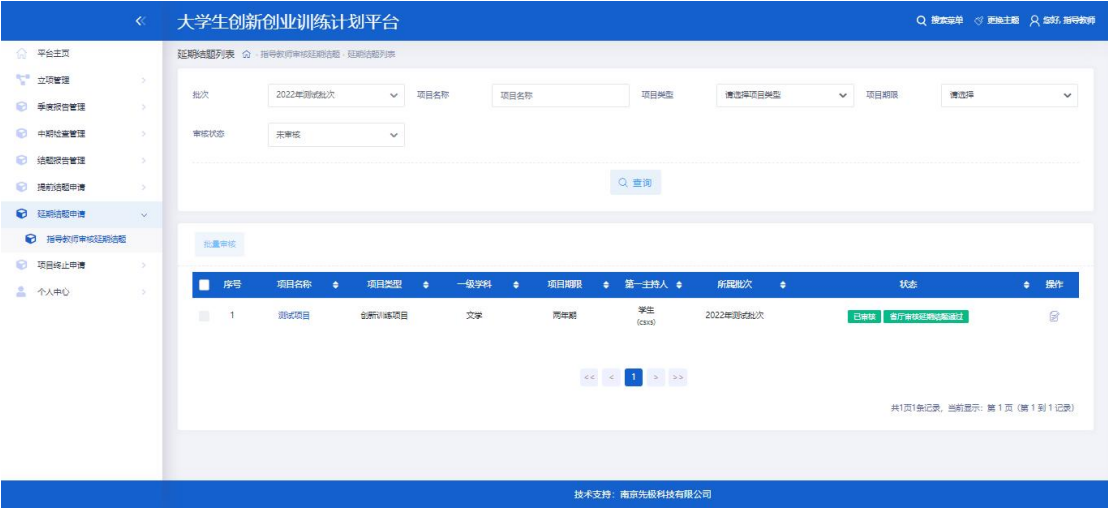 大学生创新创业训练计划平台
搜索菜单 更换主题 您好, 指导教师
平台主页
立项管理
季度报告管理
中期检查管理
结题报告管理
提前结题申请
延期结题申请
指导教师审核延期结题
项目终止申请
个人中心
延期结题列表 - 指导教师审核延期结题 - 延期结题列表
批次 2022年测试批次 项目名称 项目名称 项目类型 请选择项目类型 项目期限 请选择
审核状态 未审核
查询
批量审核
序号 项目名称 项目类型 一级学科 项目期限 第一主持人 所属批次 状态 操作
1 测试项目 创新训练项目 文学 两年期 学生 2022年测试批次 已审核 省厅审核延期结题通过
(csxs)
<< < 1 > >>
共1页1条记录, 当前显示: 第 1 页 (第 1 到 1 记录)
技术支持: 南京先极科技有限公司